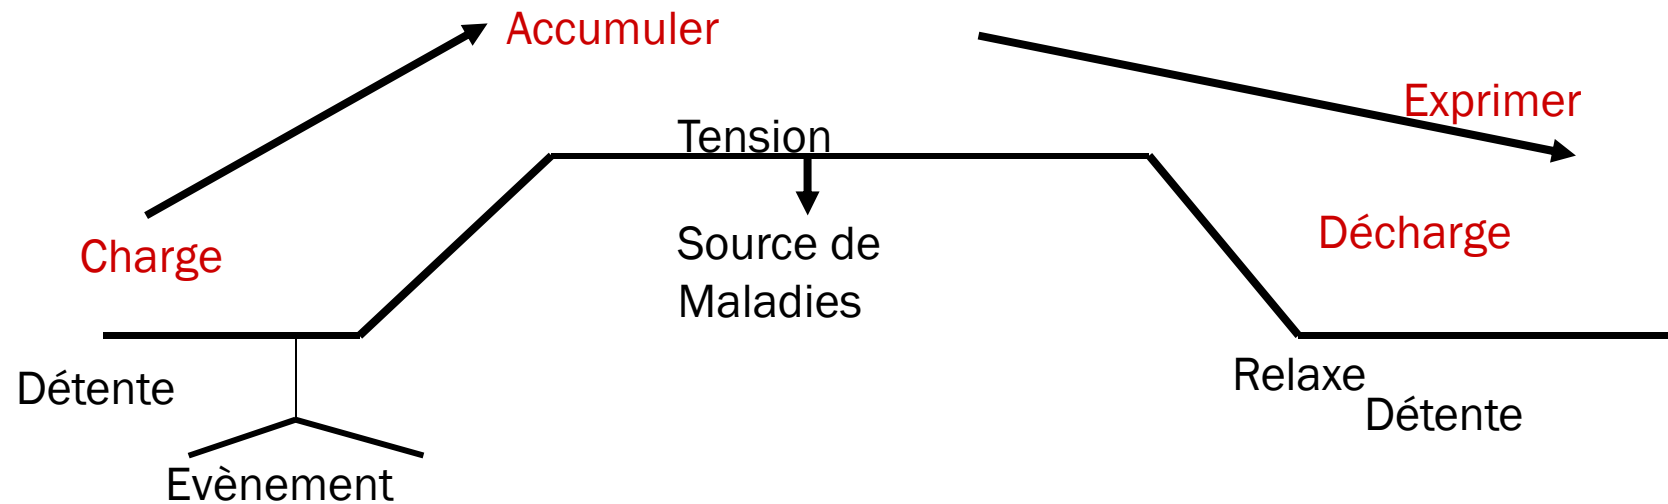 Accumuler
Exprimer
Tension
Décharge
Charge
Source de
Maladies
Détente
Relaxe
Détente
Evènement